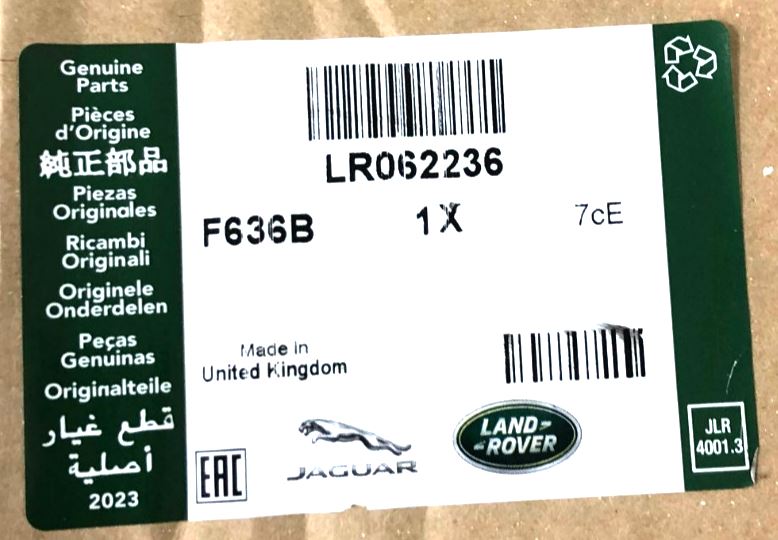 Genuine
Parts
Pièces
d'Origine
純正部品
Piezas
Originales
Ricambi
Originali
Originele
Onderdelen
Peças
Genuinas
Originalteile
قطع غيار
أصلية
2023
LR062236
F636B 1X 7cE
Made in
United Kingdom
EAC
JAGUAR
LAND-
-ROVER
JLR
4001.3